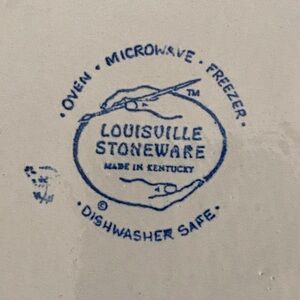 · OVEN · MICROWAVE · FREEZER ·
TM
LOUISVILLE
STONEWARE
MADE IN KENTUCKY
©
· DISHWASHER SAFE ·